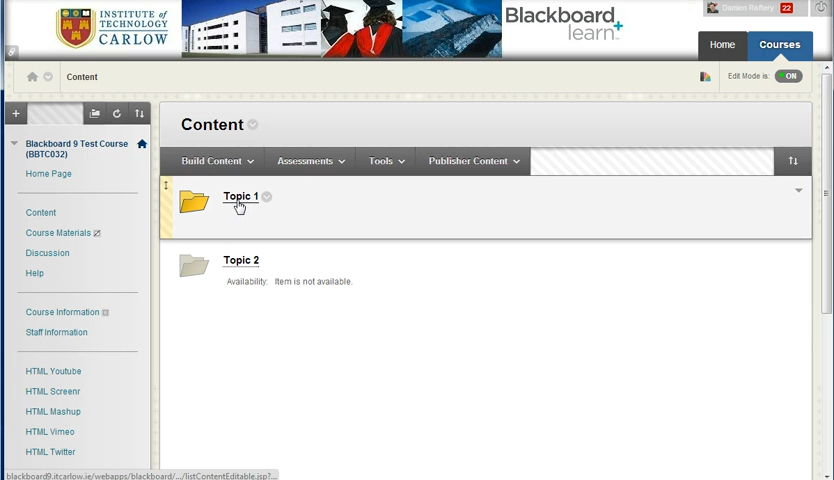 INSTITUTE of
TECHNOLOGY
CARLOW
Blackboard
learn+
Damien Raftery 22
Home
Courses
Content
Edit Mode is: ON
Content
Build Content
Assessments
Tools
Publisher Content
Blackboard 9 Test Course
(BBTC032)
Home Page
Content
Course Materials
Discussion
Help
Course Information
Staff Information
HTML Youtube
HTML Screenr
HTML Mashup
HTML Vimeo
HTML Twitter
Topic 1
Topic 2
Availability: Item is not available.
blackboard9.itcarlow.ie/webapps/blackboard/.../listContentEditable.jsp?...